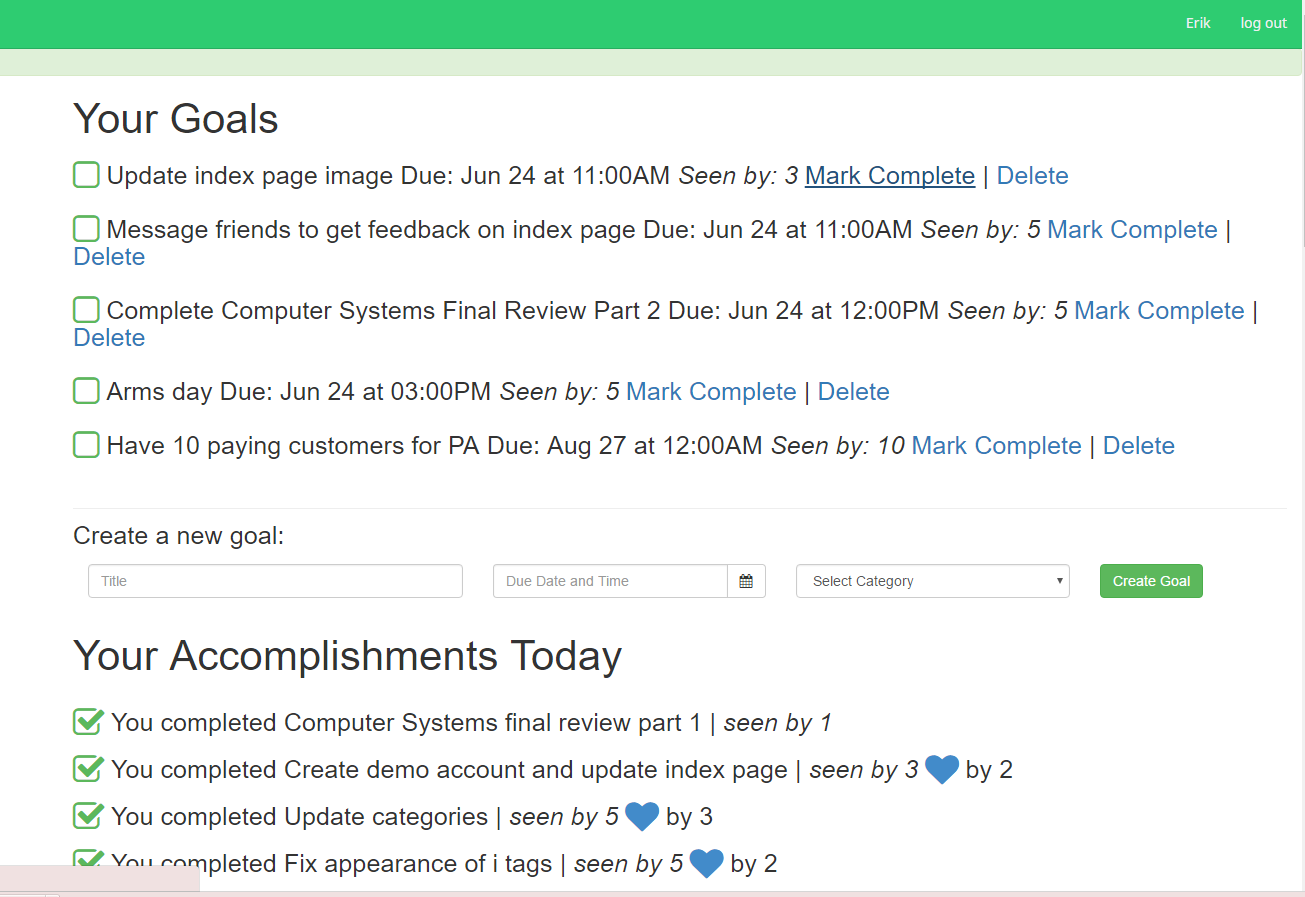 Erik log out
Your Goals
Update index page image Due: Jun 24 at 11:00AM Seen by: 3 Mark Complete | Delete
Message friends to get feedback on index page Due: Jun 24 at 11:00AM Seen by: 5 Mark Complete |
Delete
Complete Computer Systems Final Review Part 2 Due: Jun 24 at 12:00PM Seen by: 5 Mark Complete |
Delete
Arms day Due: Jun 24 at 03:00PM Seen by: 5 Mark Complete | Delete
Have 10 paying customers for PA Due: Aug 27 at 12:00AM Seen by: 10 Mark Complete | Delete
Create a new goal:
Title Due Date and Time Select Category Create Goal
Your Accomplishments Today
You completed Computer Systems final review part 1 | seen by 1
You completed Create demo account and update index page | seen by 3 by 2
You completed Update categories | seen by 5 by 3
You completed Fix appearance of i tags | seen by 5 by 2